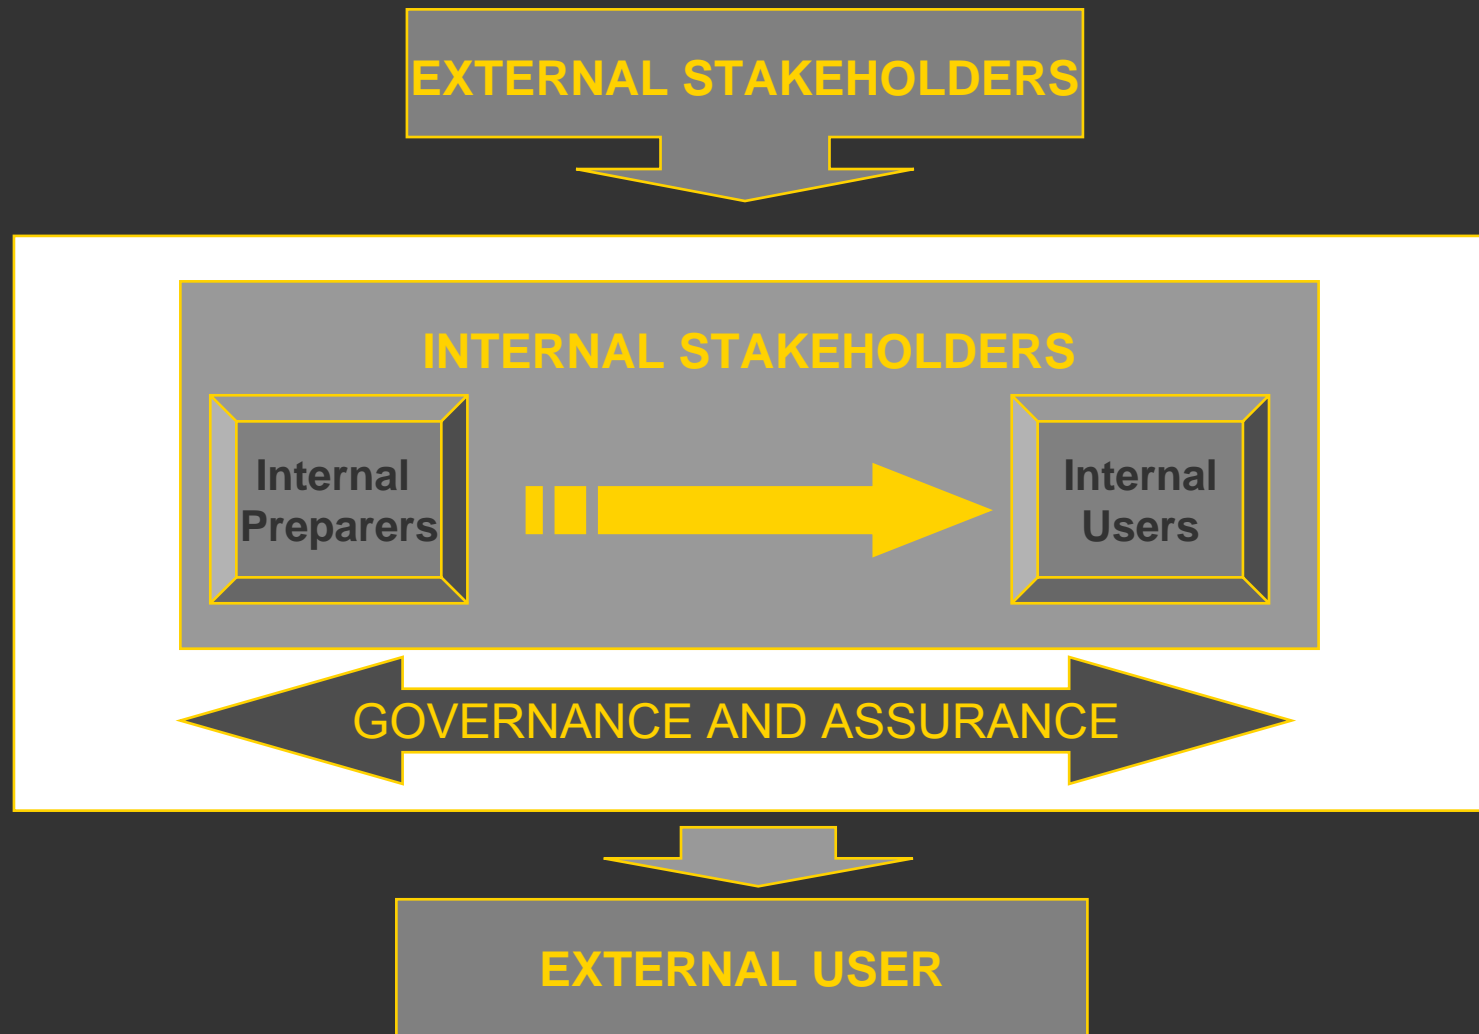 EXTERNAL STAKEHOLDERS
INTERNAL STAKEHOLDERS
Internal
Preparers
Internal
Users
GOVERNANCE AND ASSURANCE
EXTERNAL USER